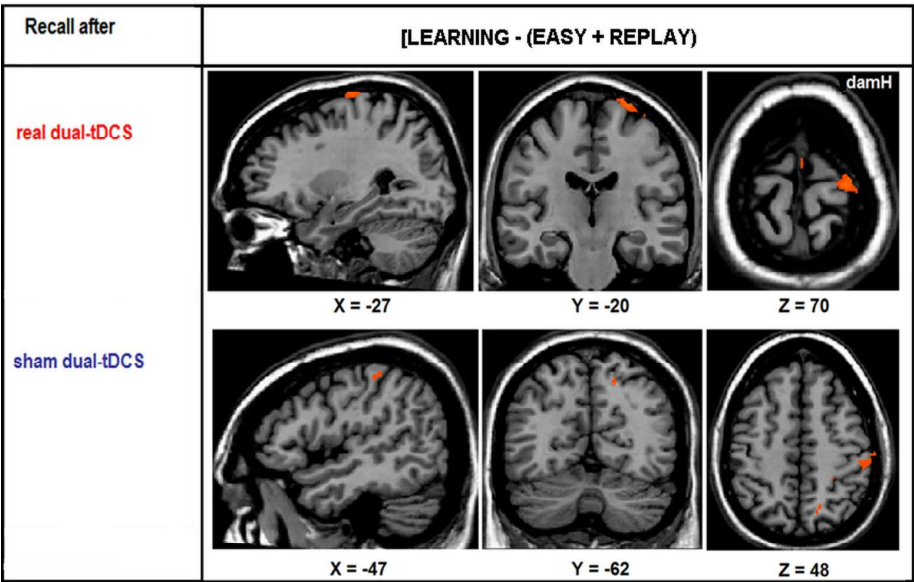 Recall after
[LEARNING - (EASY + REPLAY)
real dual-tDCS
damH
X = -27
Y = -20
Z = 70
sham dual-tDCS
X = -47
Y = -62
Z = 48